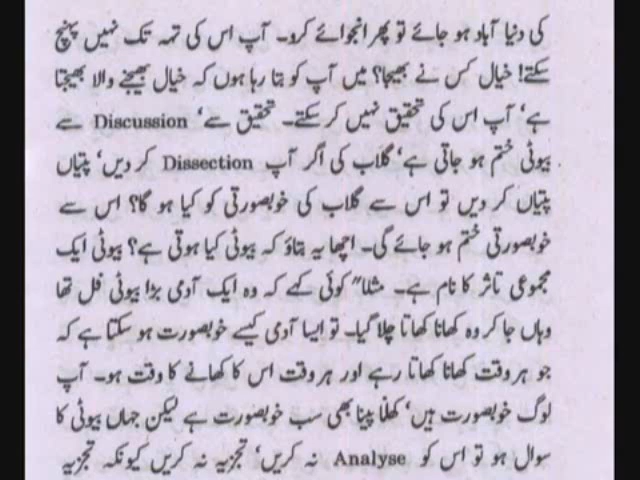 کی دنیا آباد ہو جائے تو پھر انجوائے کرو۔ آپ اس کی تہہ تک نہیں پہنچ
سکتے! خیال کس نے بھیجا؟ میں آپ کو بتا رہا ہوں کہ خیال بھیجنے والا بھیجتا
ہے‘ آپ اس کی تحقیق نہیں کر سکتے۔ تحقیق سے‘ Discussion سے
بیوٹی ختم ہو جاتی ہے‘ گلاب کی اگر آپ Dissection کر دیں‘ پتیاں
پتیاں کر دیں تو اس سے گلاب کی خوبصورتی کو کیا ہو گا؟ اس سے
خوبصورتی ختم ہو جائے گی۔ اچھا یہ بتاؤ کہ بیوٹی کیا ہوتی ہے؟ بیوٹی ایک
مجموعی تاثر کا نام ہے۔ مثلا″ کوئی کہے کہ وہ ایک آدمی بڑا بیوٹی فل تھا
وہاں جا کر وہ کھانا کھاتا چلا گیا۔ تو ایسا آدمی کیسے خوبصورت ہو سکتا ہے کہ
جو ہر وقت کھانا کھاتا رہے اور ہر وقت اس کا کھانے کا وقت ہو۔ آپ
لوگ خوبصورت ہیں‘ کھانا پینا بھی سب خوبصورت ہے لیکن جہاں بیوٹی کا
سوال ہو تو اس کو Analyse نہ کریں‘ تجزیہ نہ کریں کیونکہ تجزیہ